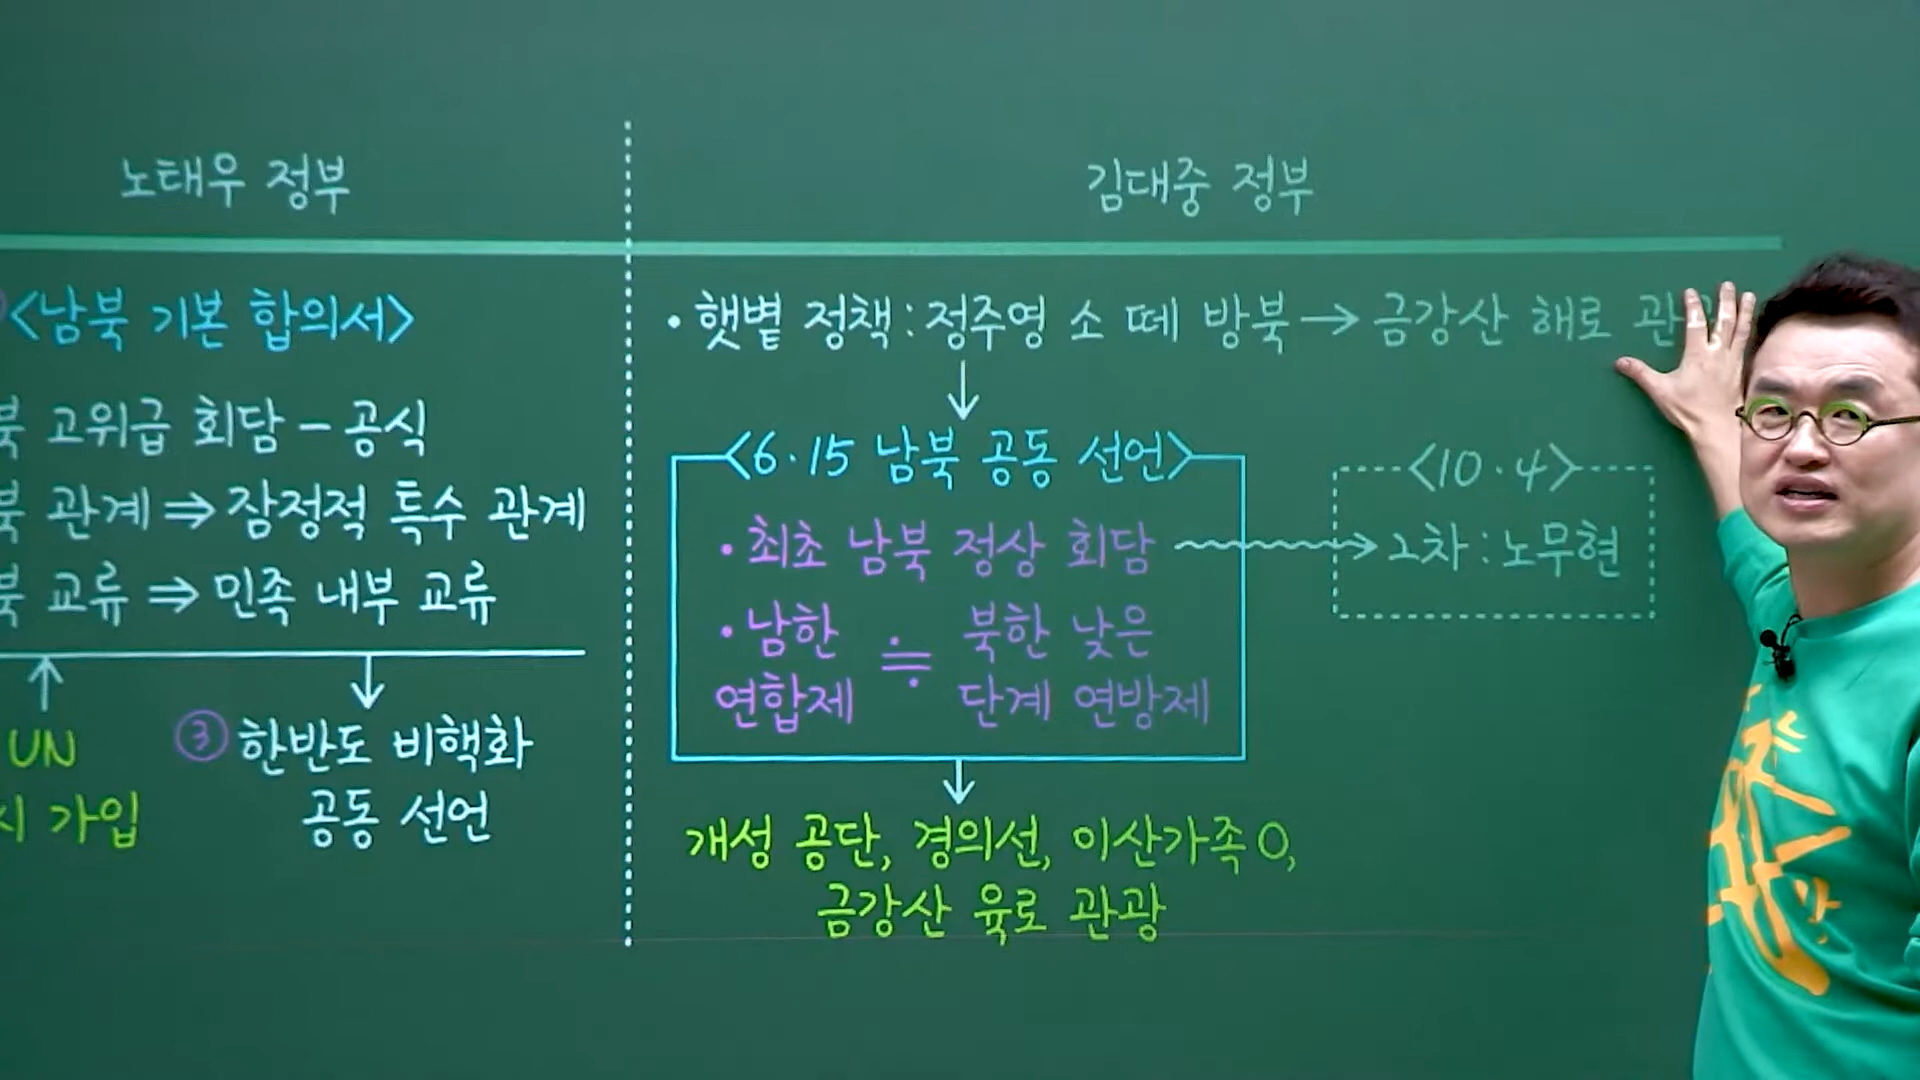 노태우 정부
<남북 기본 합의서>
북 고위급 회담 - 공식
북 관계 ⇒ 잠정적 특수 관계
북 교류 ⇒ 민족 내부 교류
UN
시 가입
③ 한반도 비핵화
공동 선언
김대중 정부
• 햇볕 정책 : 정주영 소 떼 방북 → 금강산 해로 관
<6·15 남북 공동 선언>
• 최초 남북 정상 회담
• 남한 연합제 ≒ 북한 낮은 단계 연방제
<10·4>
2차 : 노무현
개성 공단, 경의선, 이산가족 O,
금강산 육로 관광